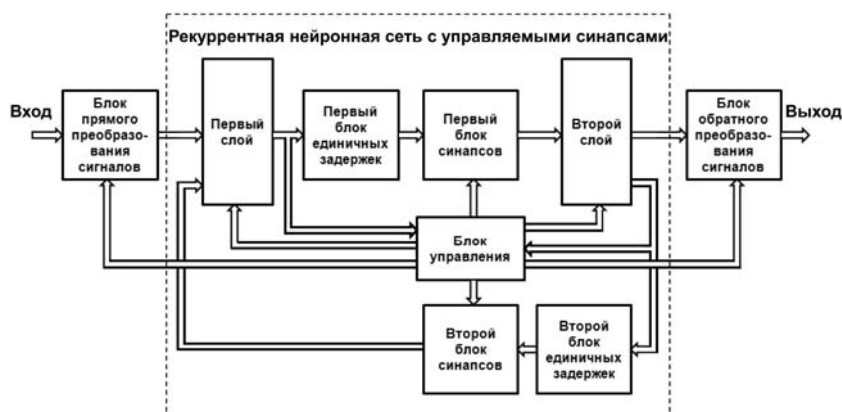 Рекуррентная нейронная сеть с управляемыми синапсами
Вход
Блок
прямого
преобразо-
вания
сигналов
Первый
слой
Первый
блок
единичных
задержек
Первый
блок
синапсов
Второй
слой
Блок
обратного
преобразо-
вания
сигналов
Выход
Блок
управления
Второй
блок
синапсов
Второй
блок
единичных
задержек